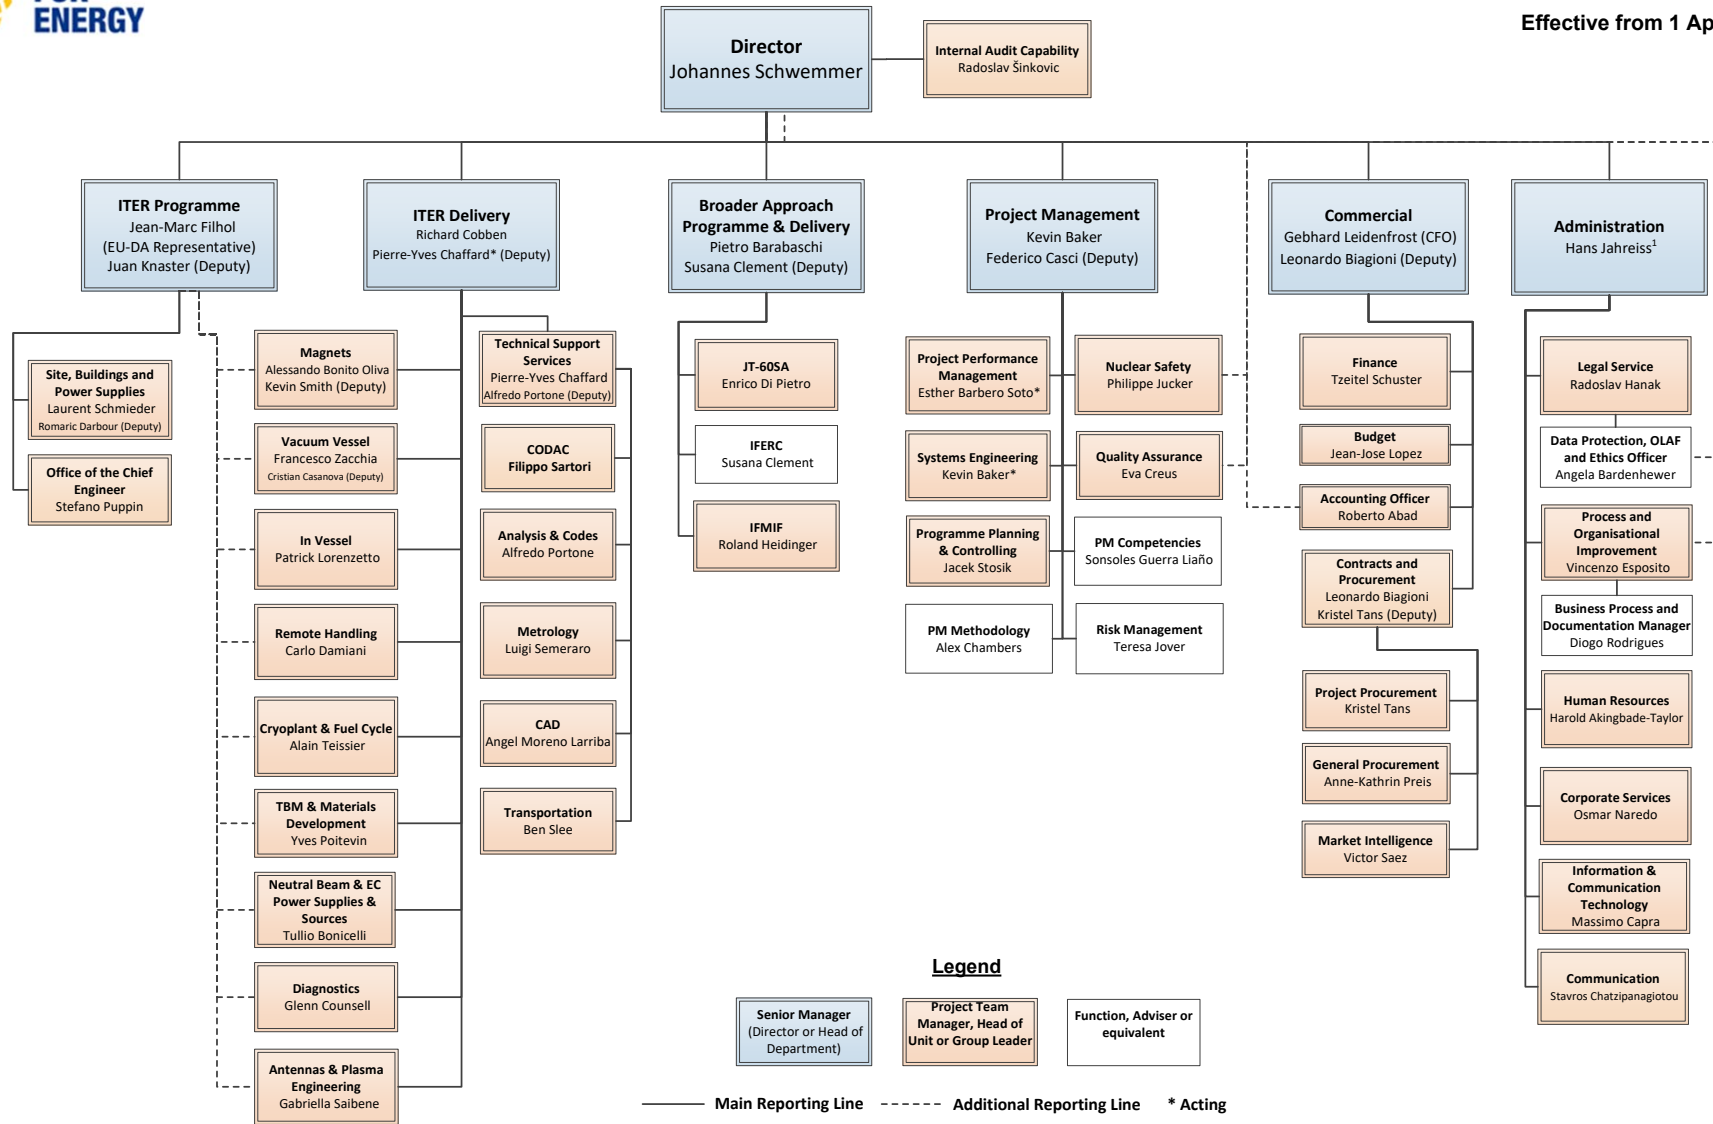 ENERGY
Effective from 1 Ap
Director
Johannes Schwemmer
Internal Audit Capability
Radoslav Šinkovic
ITER Programme
Jean-Marc Filhol
(EU-DA Representative)
Juan Knaster (Deputy)
ITER Delivery
Richard Cobben
Pierre-Yves Chaffard* (Deputy)
Broader Approach
Programme & Delivery
Pietro Barabaschi
Susana Clement (Deputy)
Project Management
Kevin Baker
Federico Casci (Deputy)
Commercial
Gebhard Leidenfrost (CFO)
Leonardo Biagioni (Deputy)
Administration
Hans Jahreiss1
Site, Buildings and
Power Supplies
Laurent Schmieder
Romaric Darbour (Deputy)
Office of the Chief
Engineer
Stefano Puppin
Magnets
Alessando Bonito Oliva
Kevin Smith (Deputy)
Vacuum Vessel
Francesco Zacchia
Cristian Casanova (Deputy)
In Vessel
Patrick Lorenzetto
Remote Handling
Carlo Damiani
Cryoplant & Fuel Cycle
Alain Teissier
TBM & Materials
Development
Yves Poitevin
Neutral Beam & EC
Power Supplies &
Sources
Tullio Bonicelli
Diagnostics
Glenn Counsell
Antennas & Plasma
Engineering
Gabriella Saibene
Technical Support
Services
Pierre-Yves Chaffard
Alfredo Portone (Deputy)
CODAC
Filippo Sartori
Analysis & Codes
Alfredo Portone
Metrology
Luigi Semeraro
CAD
Angel Moreno Larriba
Transportation
Ben Slee
JT-60SA
Enrico Di Pietro
IFERC
Susana Clement
IFMIF
Roland Heidinger
Project Performance
Management
Esther Barbero Soto*
Nuclear Safety
Philippe Jucker
Systems Engineering
Kevin Baker*
Quality Assurance
Eva Creus
Programme Planning
& Controlling
Jacek Stosik
PM Competencies
Sonsoles Guerra Liaño
PM Methodology
Alex Chambers
Risk Management
Teresa Jover
Finance
Tzeitel Schuster
Budget
Jean-Jose Lopez
Accounting Officer
Roberto Abad
Contracts and
Procurement
Leonardo Biagioni
Kristel Tans (Deputy)
Project Procurement
Kristel Tans
General Procurement
Anne-Kathrin Preis
Market Intelligence
Victor Saez
Legal Service
Radoslav Hanak
Data Protection, OLAF
and Ethics Officer
Angela Bardenhewer
Process and
Organisational
Improvement
Vincenzo Esposito
Business Process and
Documentation Manager
Diogo Rodrigues
Human Resources
Harold Akingbade-Taylor
Corporate Services
Osmar Naredo
Information &
Communication
Technology
Massimo Capra
Communication
Stavros Chatzipanagiotou
Legend
Senior Manager
(Director or Head of
Department)
Project Team
Manager, Head of
Unit or Group Leader
Function, Adviser or
equivalent
Main Reporting Line
Additional Reporting Line
* Acting